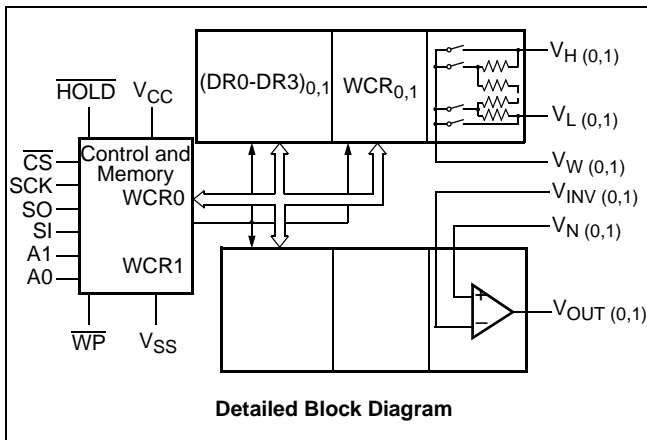 (DR0-DR3)0,1
WCR0,1
VH (0,1)
VL (0,1)
VW (0,1)
VINV (0,1)
VN (0,1)
VOUT (0,1)
HOLD
VCC
Control and
Memory
WCR0
WCR1
CS
SCK
SO
SI
A1
A0
WP
VSS
+
−
Detailed Block Diagram